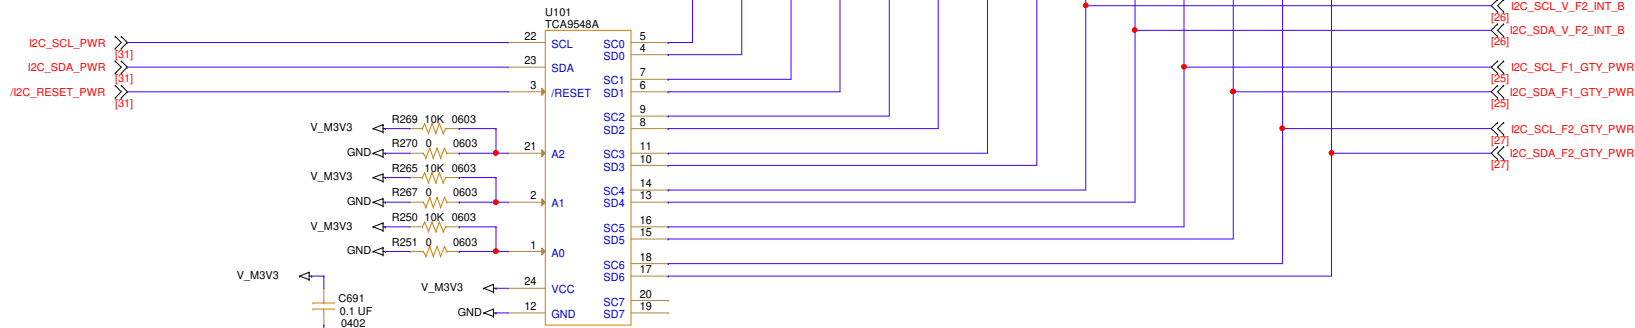 U101
TCA9548A
I2C_SCL_PWR
[31]
22
SCL
I2C_SDA_PWR
[31]
23
SDA
/I2C_RESET_PWR
[31]
3
/RESET
V_M3V3
R269 10K 0603
GND
R270 0 0603
21
A2
V_M3V3
R265 10K 0603
GND
R267 0 0603
2
A1
V_M3V3
R250 10K 0603
GND
R251 0 0603
1
A0
V_M3V3
C691
0.1 UF
0402
V_M3V3
24
VCC
GND
12
GND
SC0
5
SD0
4
SC1
7
SD1
6
SC2
9
SD2
8
SC3
11
SD3
10
SC4
14
SD4
13
SC5
16
SD5
15
SC6
18
SD6
17
SC7
20
SD7
19
I2C_SCL_V_F2_INT_B
[26]
I2C_SDA_V_F2_INT_B
[26]
I2C_SCL_F1_GTY_PWR
[25]
I2C_SDA_F1_GTY_PWR
[25]
I2C_SCL_F2_GTY_PWR
[27]
I2C_SDA_F2_GTY_PWR
[27]